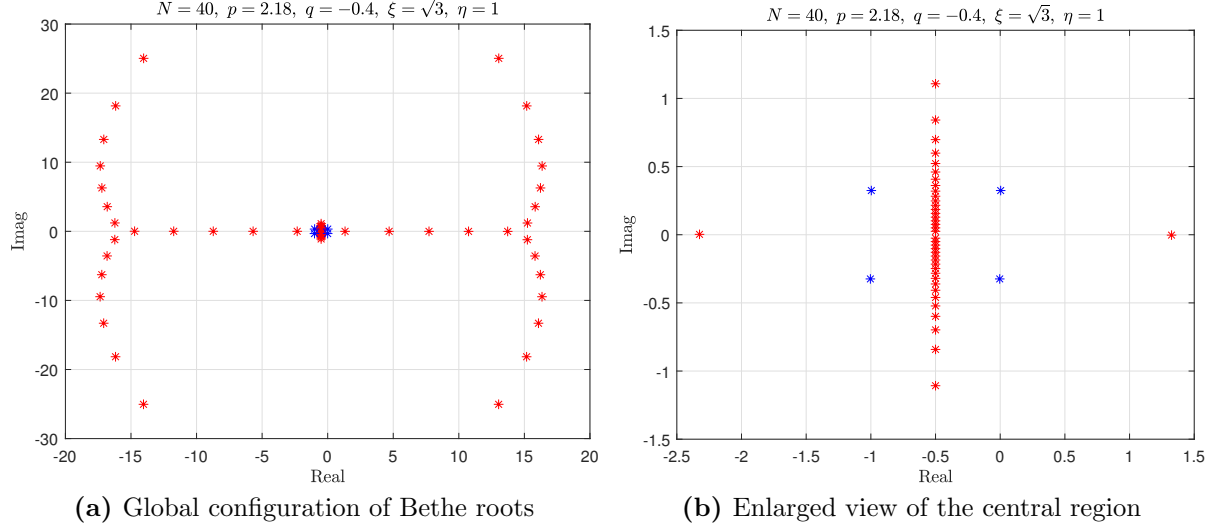 N = 40, p = 2.18, q = −0.4, ξ = √3, η = 1
30
20
10
0
-10
-20
-30
Imag
-20 -15 -10 -5 0 5 10 15 20
Real
(a) Global configuration of Bethe roots
N = 40, p = 2.18, q = −0.4, ξ = √3, η = 1
1.5
1
0.5
0
-0.5
-1
-1.5
Imag
-2.5 -2 -1.5 -1 -0.5 0 0.5 1 1.5
Real
(b) Enlarged view of the central region